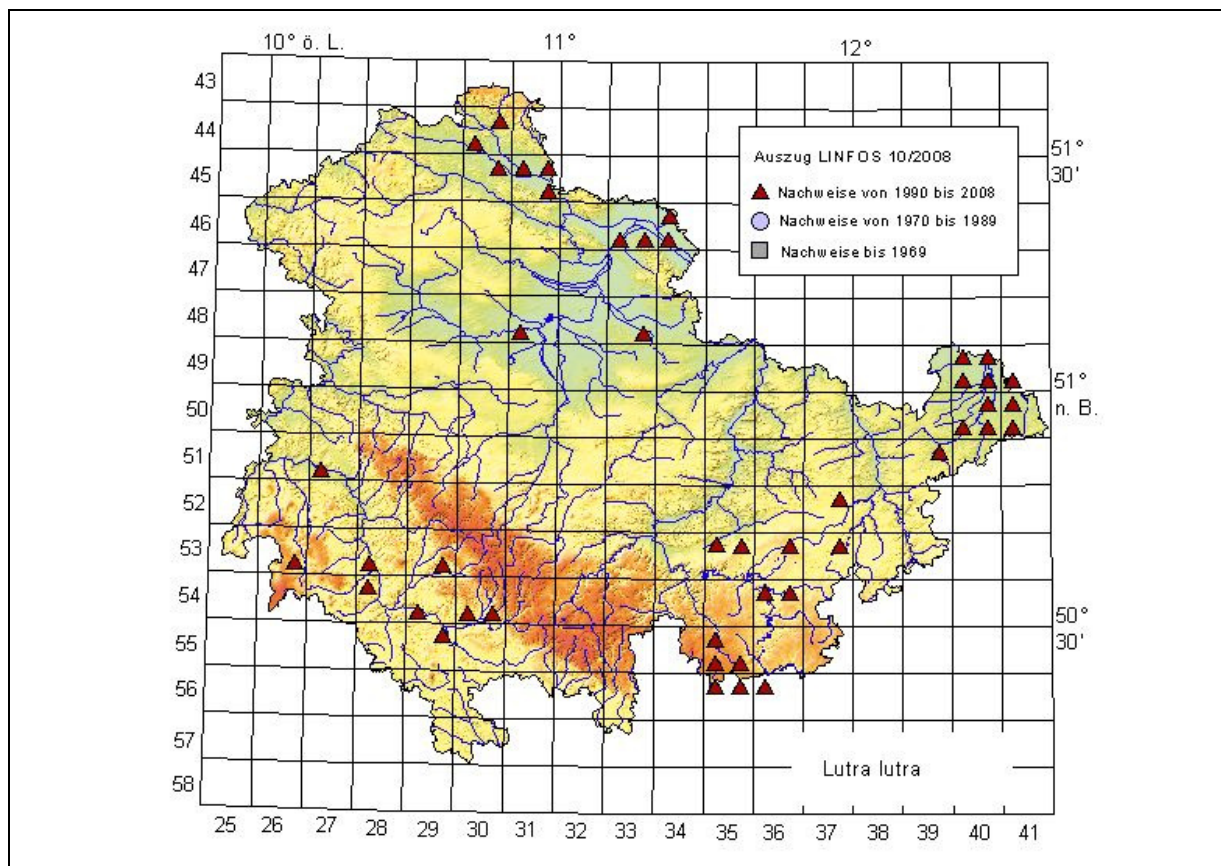 10° ö. L.
11°
12°
43
44
45
46
47
48
49
50
51
52
53
54
55
56
57
58
51°
30'
51°
n. B.
50°
30'
Auszug LINFOS 10/2008
Nachweise von 1990 bis 2008
Nachweise von 1970 bis 1989
Nachweise bis 1969
Lutra lutra
25 26 27 28 29 30 31 32 33 34 35 36 37 38 39 40 41